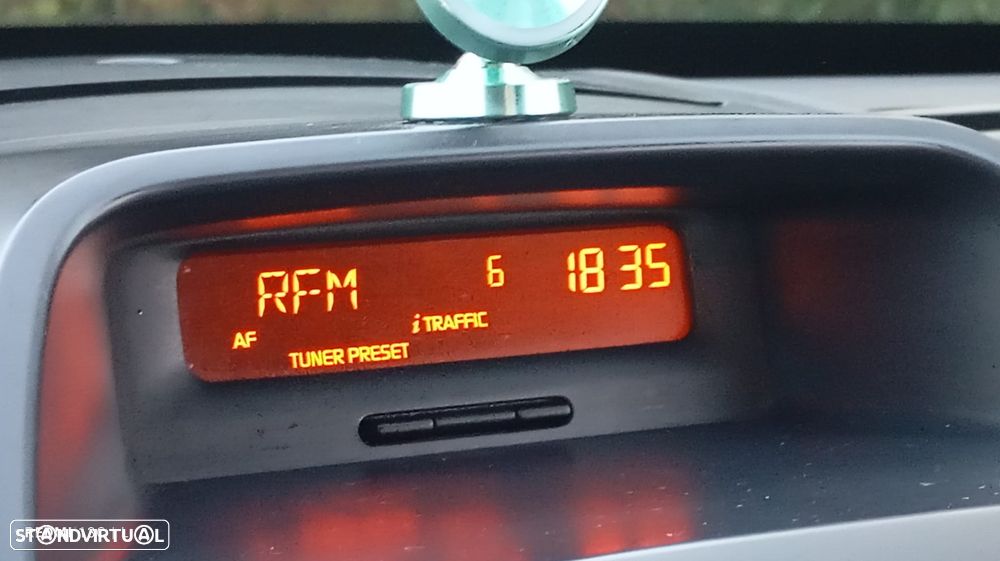 RFM 6 18 35
AF i TRAFFIC
TUNER PRESET
STANDVIRTUAL